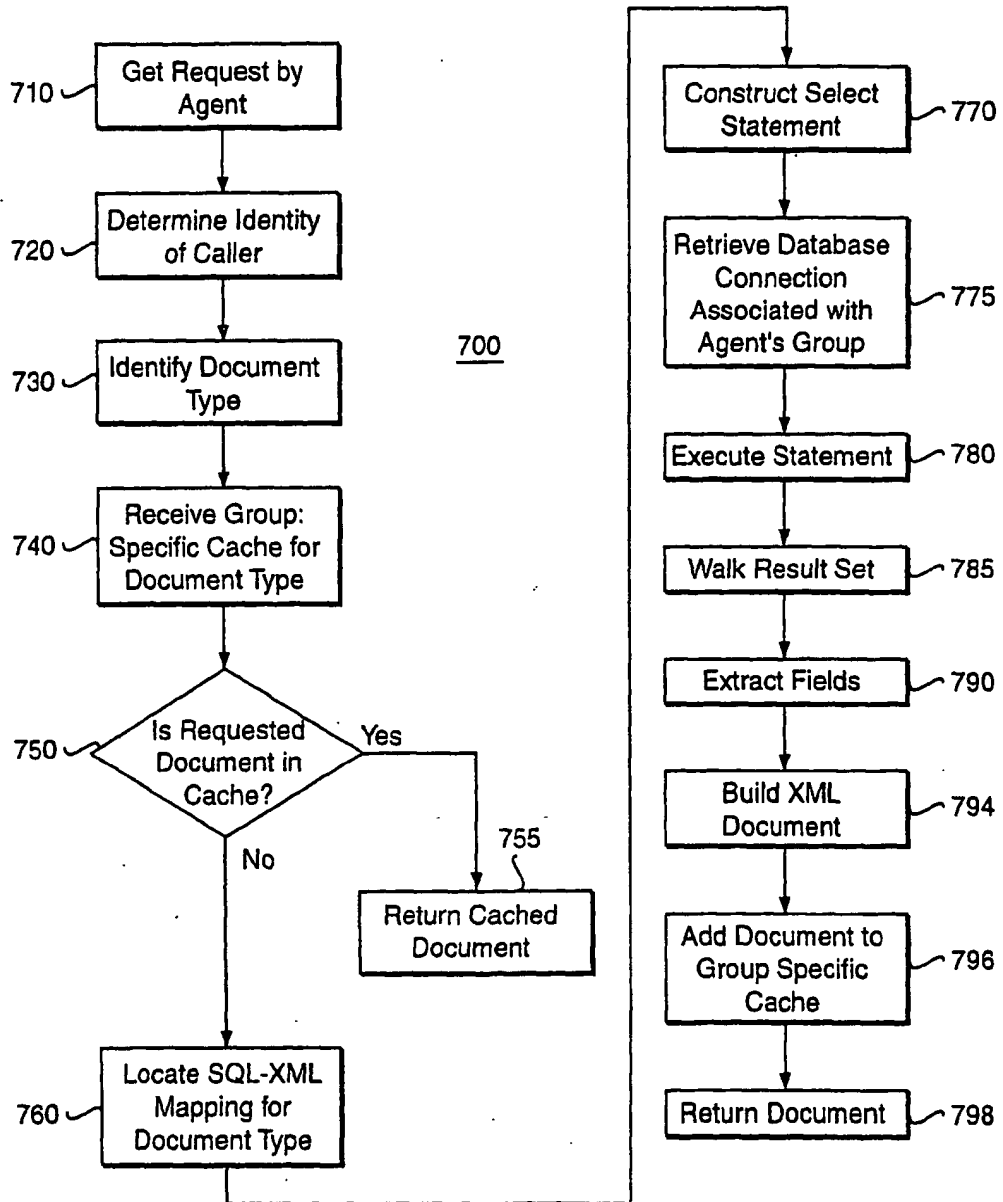 710
Get Request by
Agent
720
Determine Identity
of Caller
730
Identify Document
Type
700
740
Receive Group:
Specific Cache for
Document Type
750
Is Requested
Document in
Cache?
Yes
No
755
Return Cached
Document
760
Locate SQL-XML
Mapping for
Document Type
Construct Select
Statement
770
Retrieve Database
Connection
Associated with
Agent's Group
775
Execute Statement
780
Walk Result Set
785
Extract Fields
790
Build XML
Document
794
Add Document to
Group Specific
Cache
796
Return Document
798